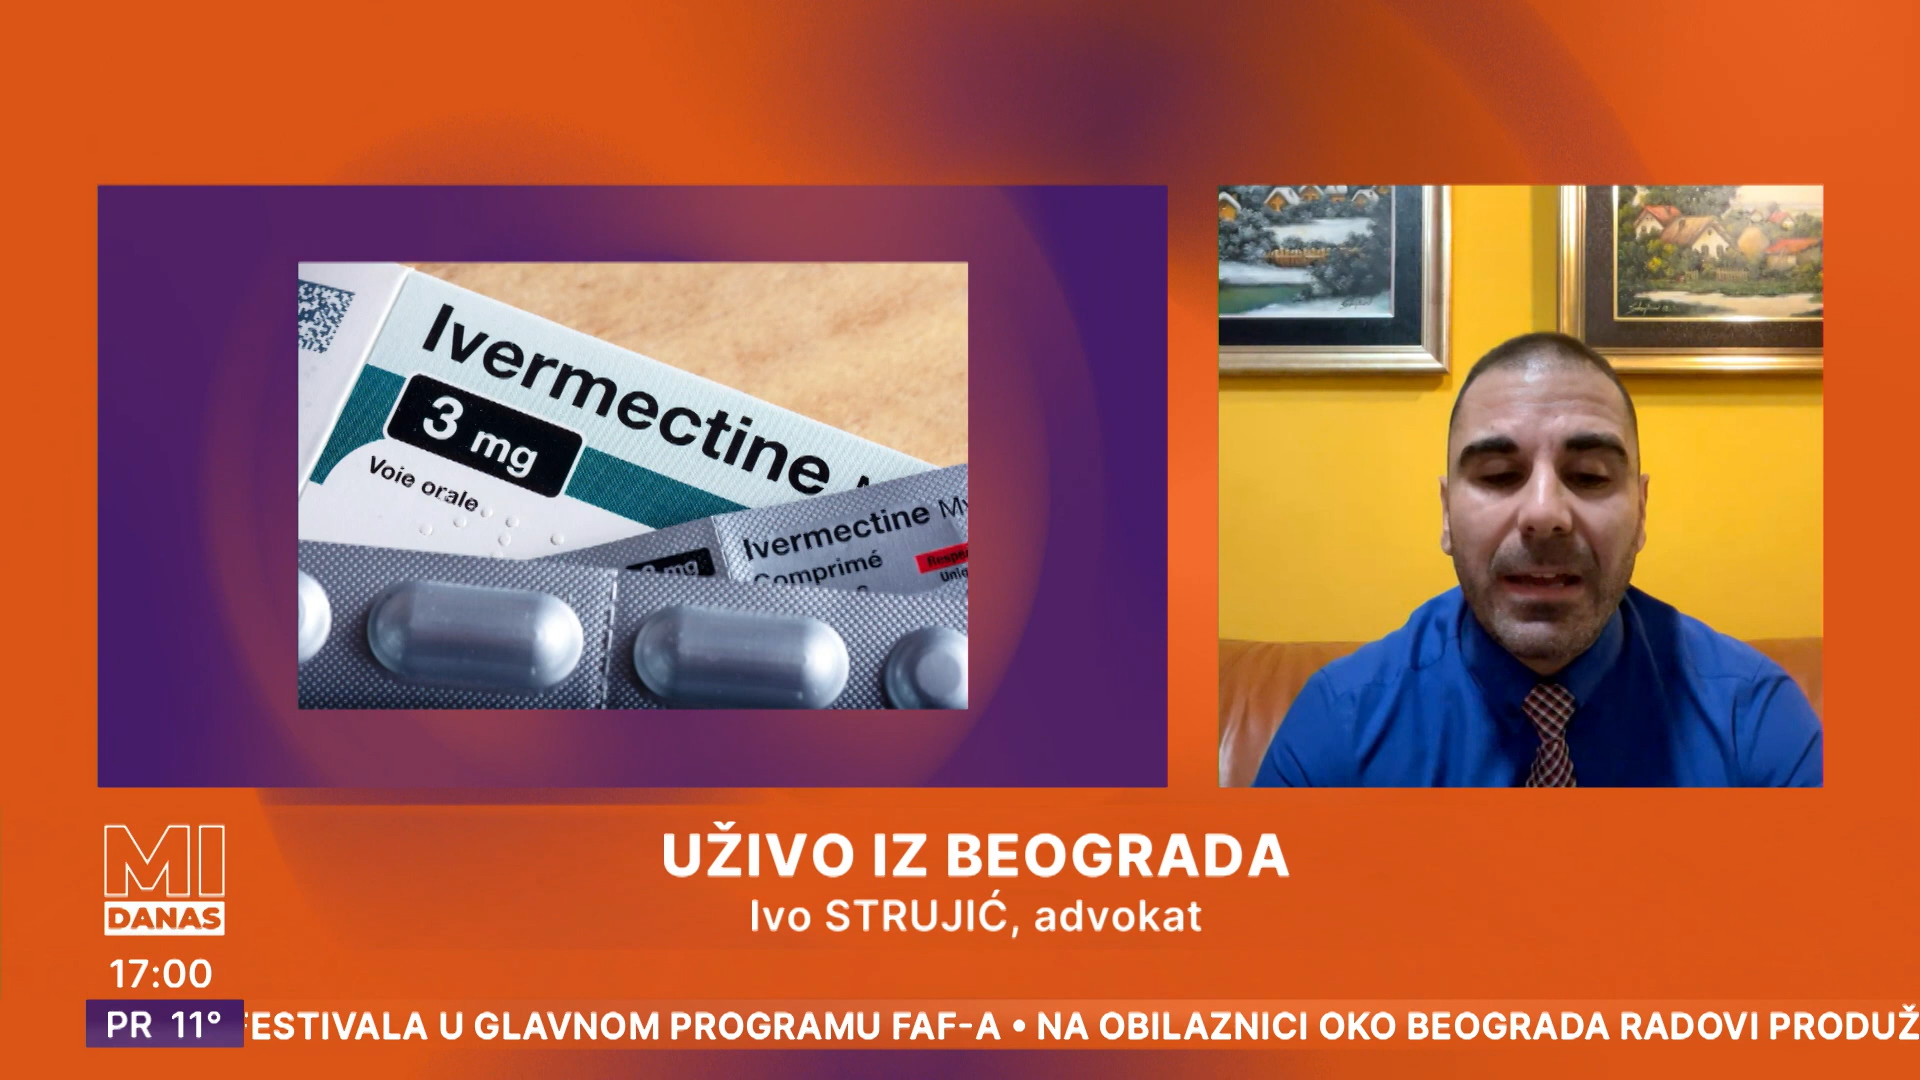 Ivermectine
3 mg
Voie orale
Ivermectine
Comprimé
UŽIVO IZ BEOGRADA
Ivo STRUJIĆ, advokat
MI
DANAS
17:00
PR 11° FESTIVALA U GLAVNOM PROGRAMU FAF-A • NA OBILAZNICI OKO BEOGRADA RADOVI